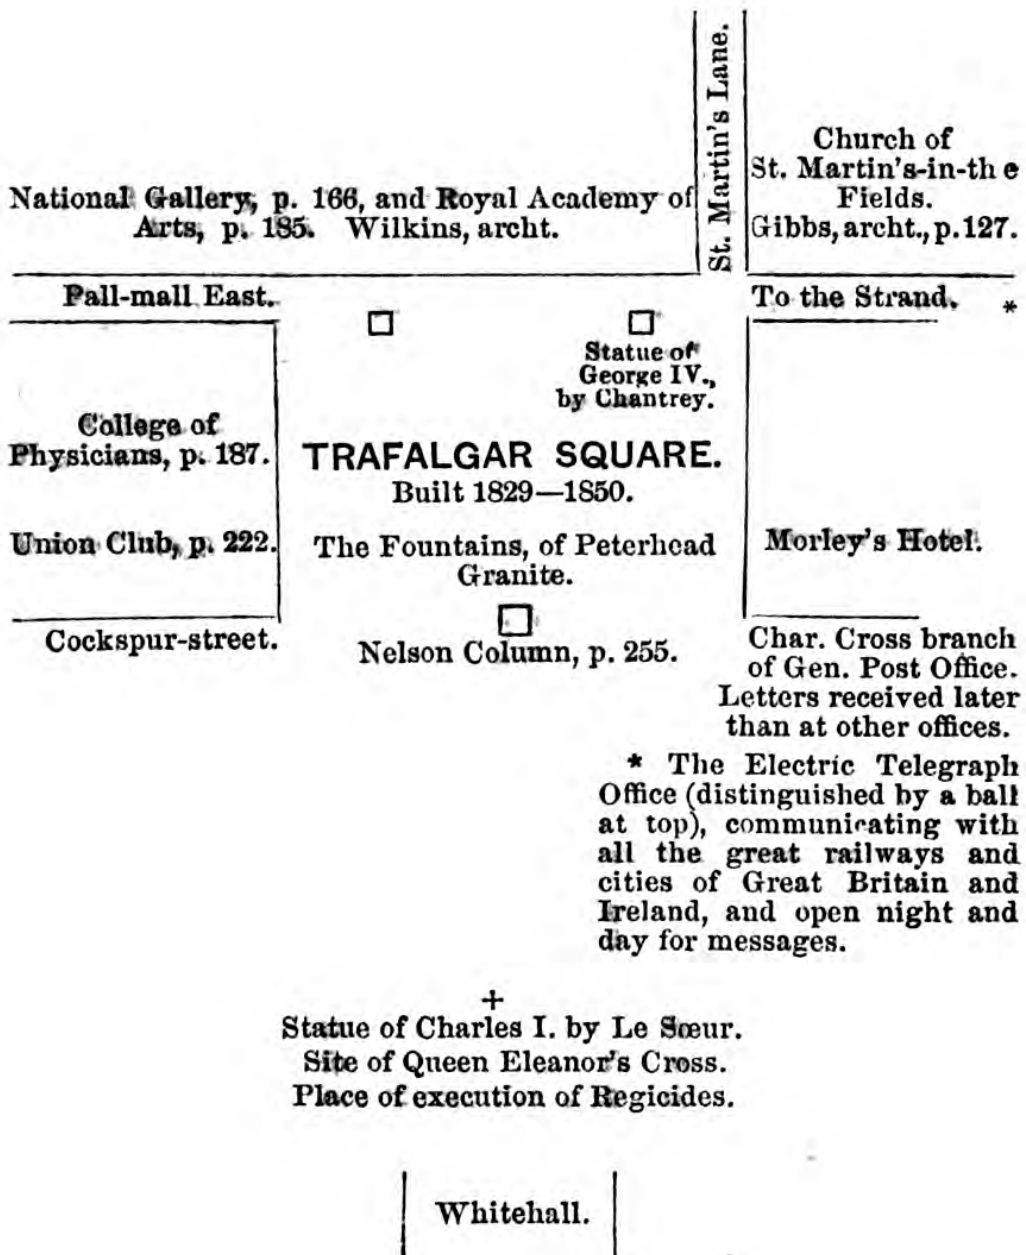 St. Martin's Lane.
Church of
St. Martin's-in-the
Fields.
Gibbs, archt., p. 127.
National Gallery, p. 166, and Royal Academy of
Arts, p. 185. Wilkins, archt.
Pall-mall East.
To the Strand. *
Statue of
George IV.,
by Chantrey.
College of
Physicians, p. 187.
TRAFALGAR SQUARE.
Built 1829—1850.
Union Club, p. 222.
The Fountains, of Peterhead
Granite.
Morley's Hotel.
Cockspur-street.
Nelson Column, p. 255.
Char. Cross branch
of Gen. Post Office.
Letters received later
than at other offices.
* The Electric Telegraph
Office (distinguished by a ball
at top), communicating with
all the great railways and
cities of Great Britain and
Ireland, and open night and
day for messages.
+
Statue of Charles I. by Le Sœur.
Site of Queen Eleanor's Cross.
Place of execution of Regicides.
Whitehall.